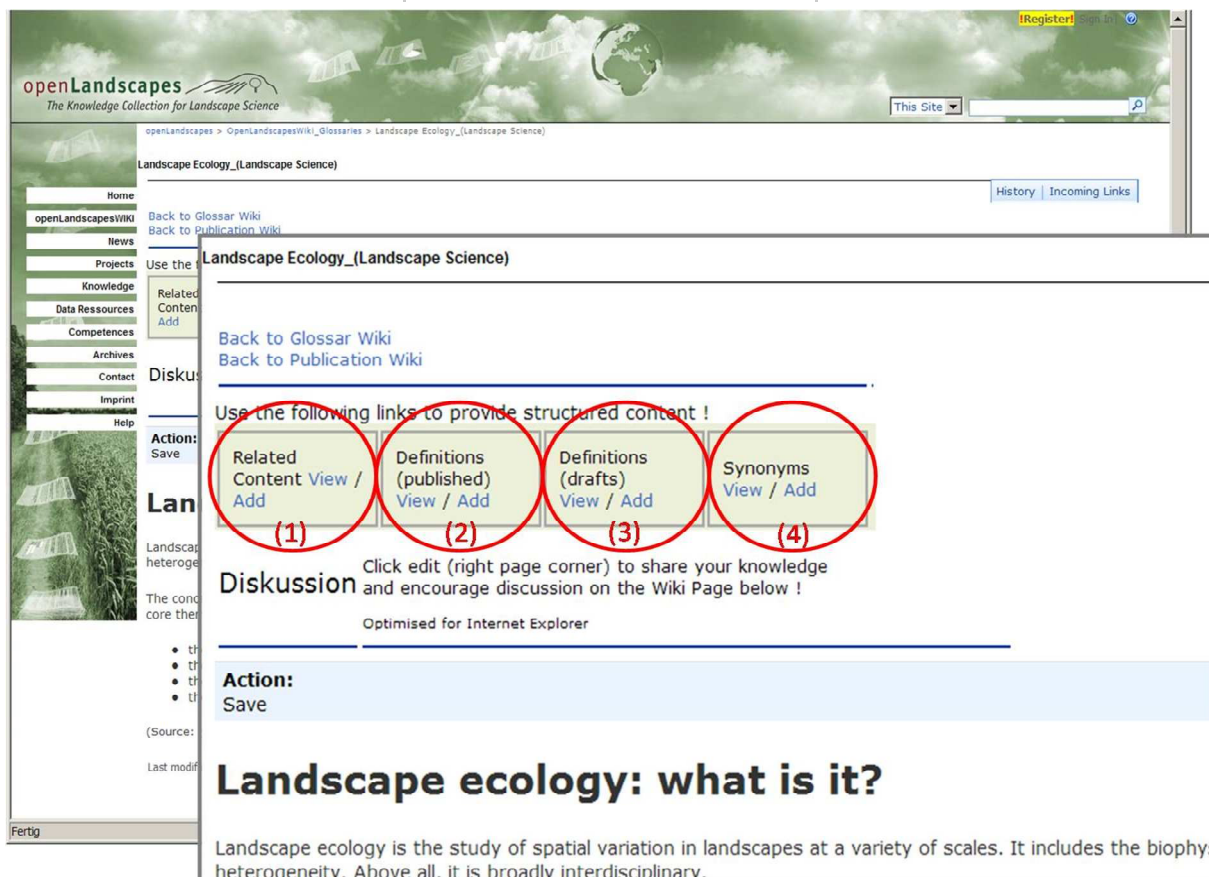 !Register! Sign In
openLandscapes
The Knowledge Collection for Landscape Science
This Site
openLandscapes > OpenLandscapesWiki_Glossaries > Landscape Ecology_(Landscape Science)
Landscape Ecology_(Landscape Science)
History | Incoming Links
Home
openLandscapesWIKI
News
Projects
Knowledge
Data Ressources
Competences
Archives
Contact
Imprint
Help
Back to Glossar Wiki
Back to Publication Wiki
Use the
Related
Conten
Add
Disku
Action:
Save
Lan
Landscap
heteroge
The conc
core ther
(Source:
Last modif
Fertig
Landscape Ecology_(Landscape Science)
Back to Glossar Wiki
Back to Publication Wiki
Use the following links to provide structured content !
Related
Content View /
Add
(1)
Definitions
(published)
View / Add
(2)
Definitions
(drafts)
View / Add
(3)
Synonyms
View / Add
(4)
Diskussion
Click edit (right page corner) to share your knowledge
and encourage discussion on the Wiki Page below !
Optimised for Internet Explorer
Action:
Save
Landscape ecology: what is it?
Landscape ecology is the study of spatial variation in landscapes at a variety of scales. It includes the biophy
heterogeneity. Above all, it is broadly interdisciplinary.